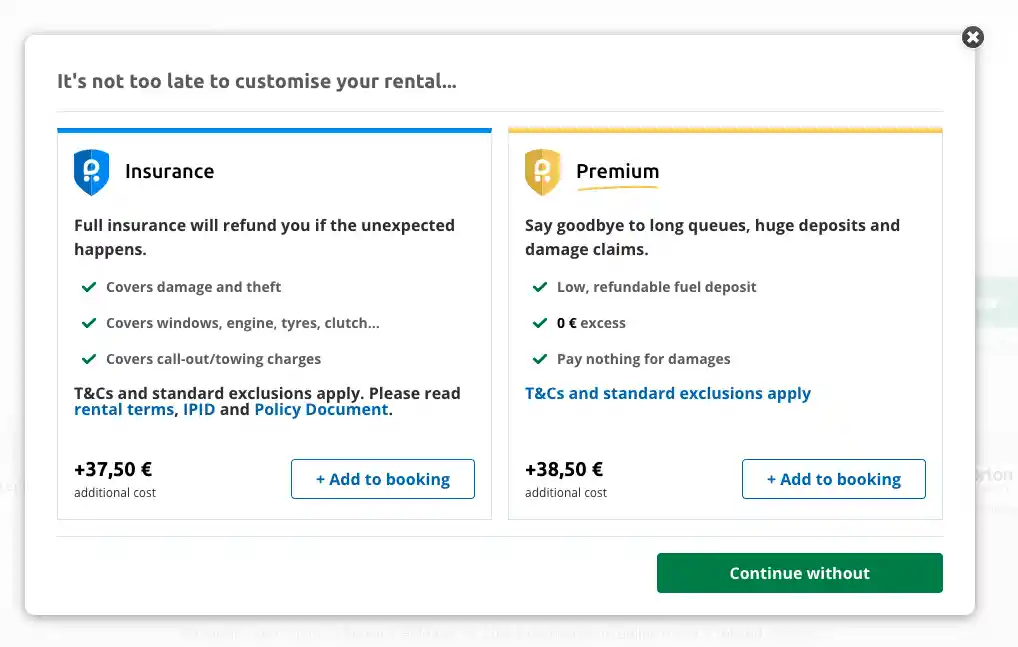 It's not too late to customise your rental...
Insurance
Full insurance will refund you if the unexpected
happens.
Covers damage and theft
Covers windows, engine, tyres, clutch...
Covers call-out/towing charges
T&Cs and standard exclusions apply. Please read
rental terms, IPID and Policy Document.
+37,50 €
additional cost
+ Add to booking
Premium
Say goodbye to long queues, huge deposits and
damage claims.
Low, refundable fuel deposit
0 € excess
Pay nothing for damages
T&Cs and standard exclusions apply
+38,50 €
additional cost
+ Add to booking
Continue without